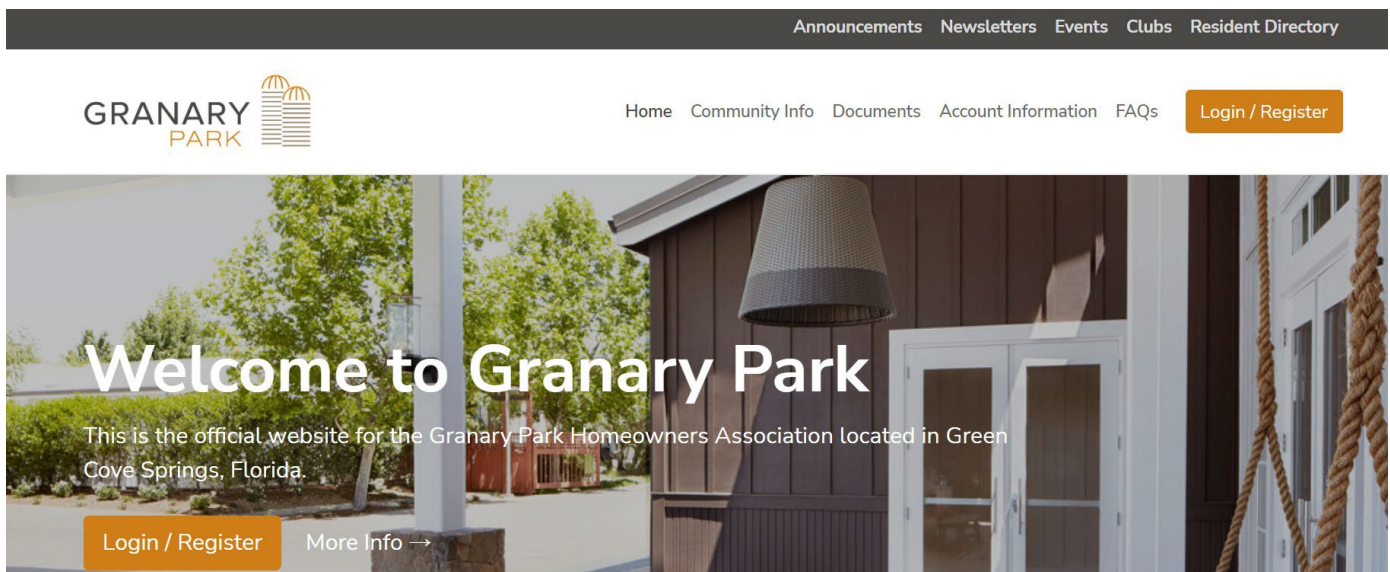 Announcements Newsletters Events Clubs Resident Directory
GRANARY
PARK
Home Community Info Documents Account Information FAQs Login / Register
Welcome to Granary Park
This is the official website for the Granary Park Homeowners Association located in Green
Cove Springs, Florida.
Login / Register More Info →